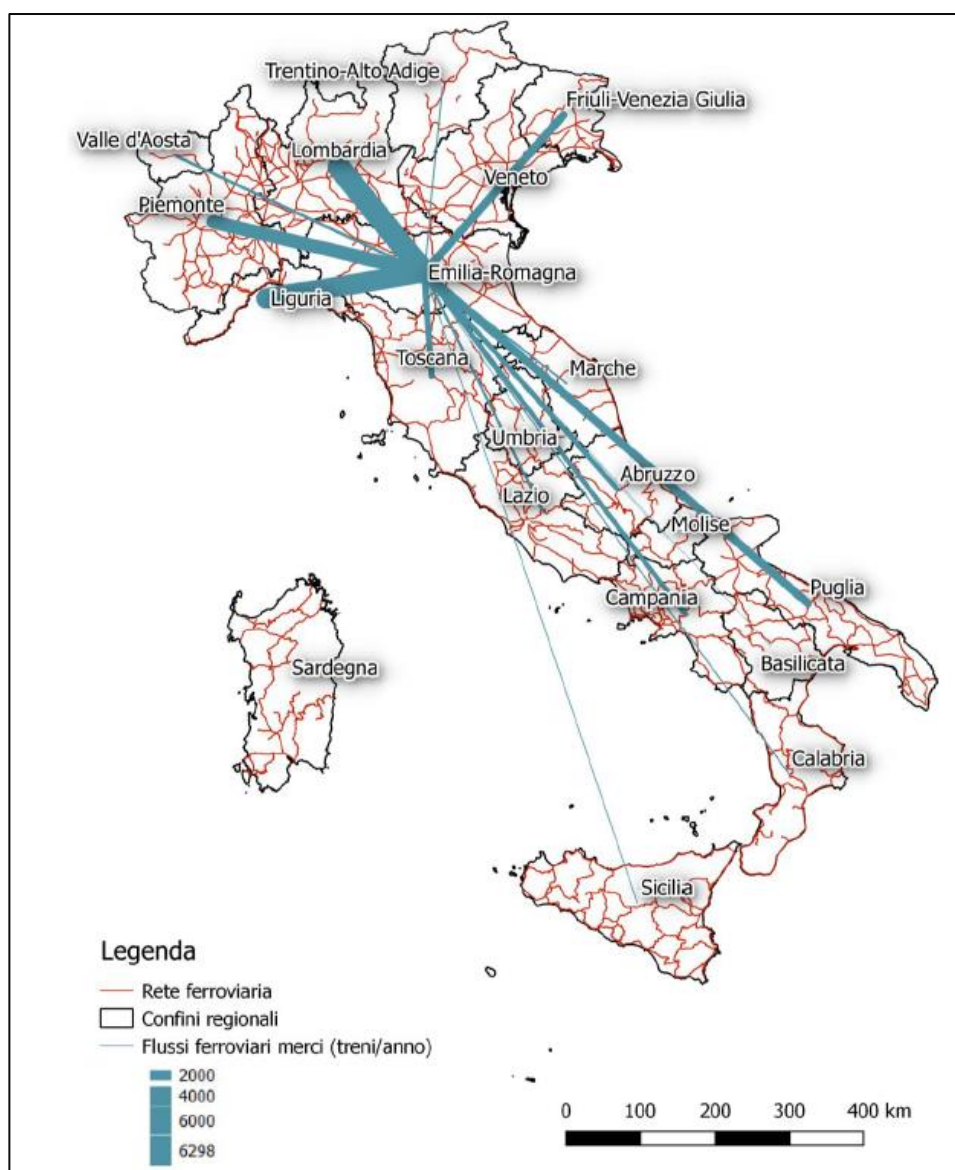 Trentino-Alto Adige
Friuli-Venezia Giulia
Valle d'Aosta
Lombardia
Veneto
Piemonte
Emilia-Romagna
Liguria
Toscana
Marche
Umbria
Abruzzo
Lazio
Molise
Puglia
Campania
Basilicata
Sardegna
Calabria
Sicilia
Legenda
Rete ferroviaria
Confini regionali
Flussi ferroviari merci (treni/anno)
2000
4000
6000
6298
0 100 200 300 400 km